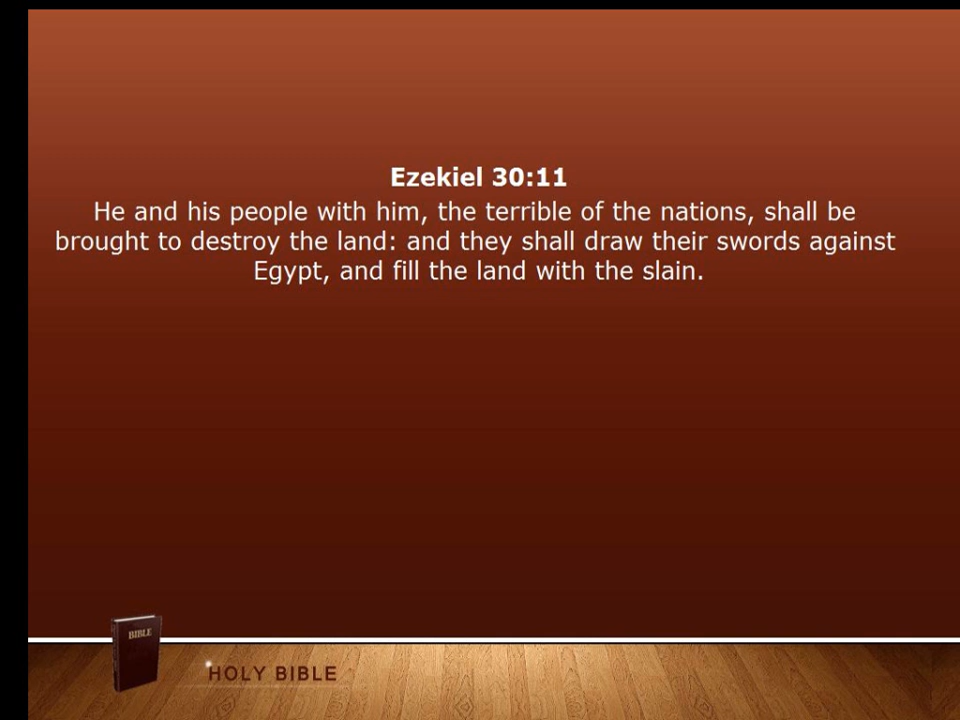 Ezekiel 30:11
He and his people with him, the terrible of the nations, shall be
brought to destroy the land: and they shall draw their swords against
Egypt, and fill the land with the slain.
BIBLE
HOLY BIBLE